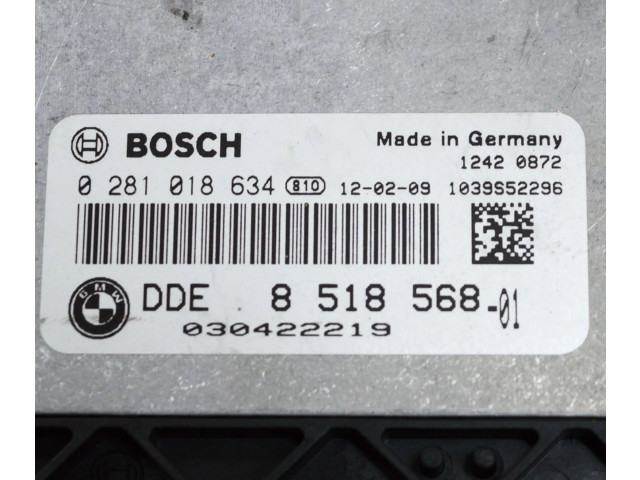 BOSCH Made in Germany
1242 0872
0 281 018 634 810 12-02-09 1039S52296
BMW DDE . 8 518 568-01
030422219